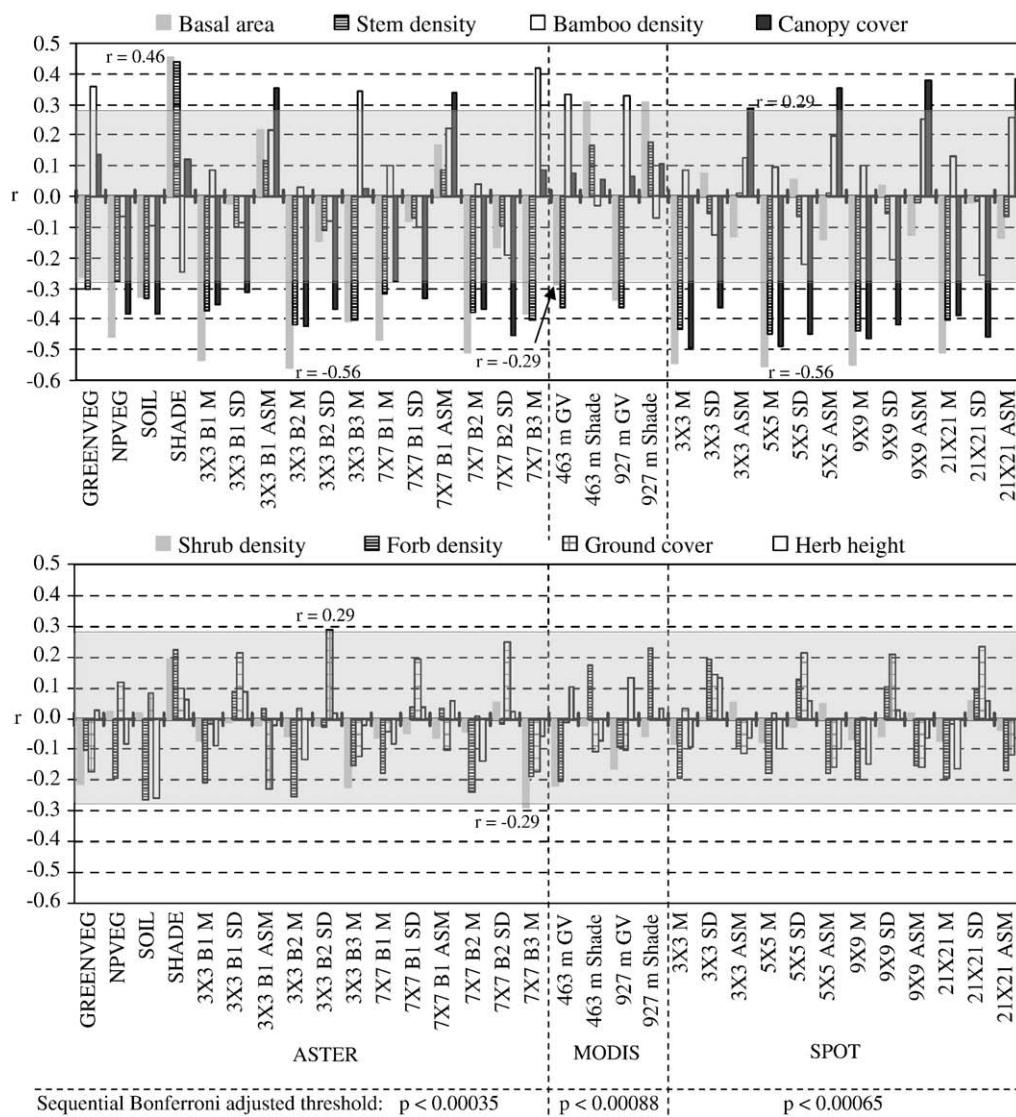 Basal area Stem density Bamboo density Canopy cover
0.5
0.4
0.3
0.2
0.1
r 0.0
-0.1
-0.2
-0.3
-0.4
-0.5
-0.6
r = 0.46
r = 0.29
r = -0.29
r = -0.56
r = -0.56
GREENVEG
NPVEG
SOIL
SHADE
3X3 B1 M
3X3 B1 SD
3X3 B1 ASM
3X3 B2 M
3X3 B2 SD
3X3 B3 M
7X7 B1 M
7X7 B1 SD
7X7 B1 ASM
7X7 B2 M
7X7 B2 SD
7X7 B3 M
463 m GV
463 m Shade
927 m GV
927 m Shade
3X3 M
3X3 SD
3X3 ASM
5X5 M
5X5 SD
5X5 ASM
9X9 M
9X9 SD
9X9 ASM
21X21 M
21X21 SD
21X21 ASM
Shrub density Forb density Ground cover Herb height
0.5
0.4
0.3
0.2
0.1
r 0.0
-0.1
-0.2
-0.3
-0.4
-0.5
-0.6
r = 0.29
r = -0.29
GREENVEG
NPVEG
SOIL
SHADE
3X3 B1 M
3X3 B1 SD
3X3 B1 ASM
3X3 B2 M
3X3 B2 SD
3X3 B3 M
7X7 B1 M
7X7 B1 SD
7X7 B1 ASM
7X7 B2 M
7X7 B2 SD
7X7 B3 M
463 m GV
463 m Shade
927 m GV
927 m Shade
3X3 M
3X3 SD
3X3 ASM
5X5 M
5X5 SD
5X5 ASM
9X9 M
9X9 SD
9X9 ASM
21X21 M
21X21 SD
21X21 ASM
ASTER MODIS SPOT
Sequential Bonferroni adjusted threshold: p < 0.00035 p < 0.00088 p < 0.00065